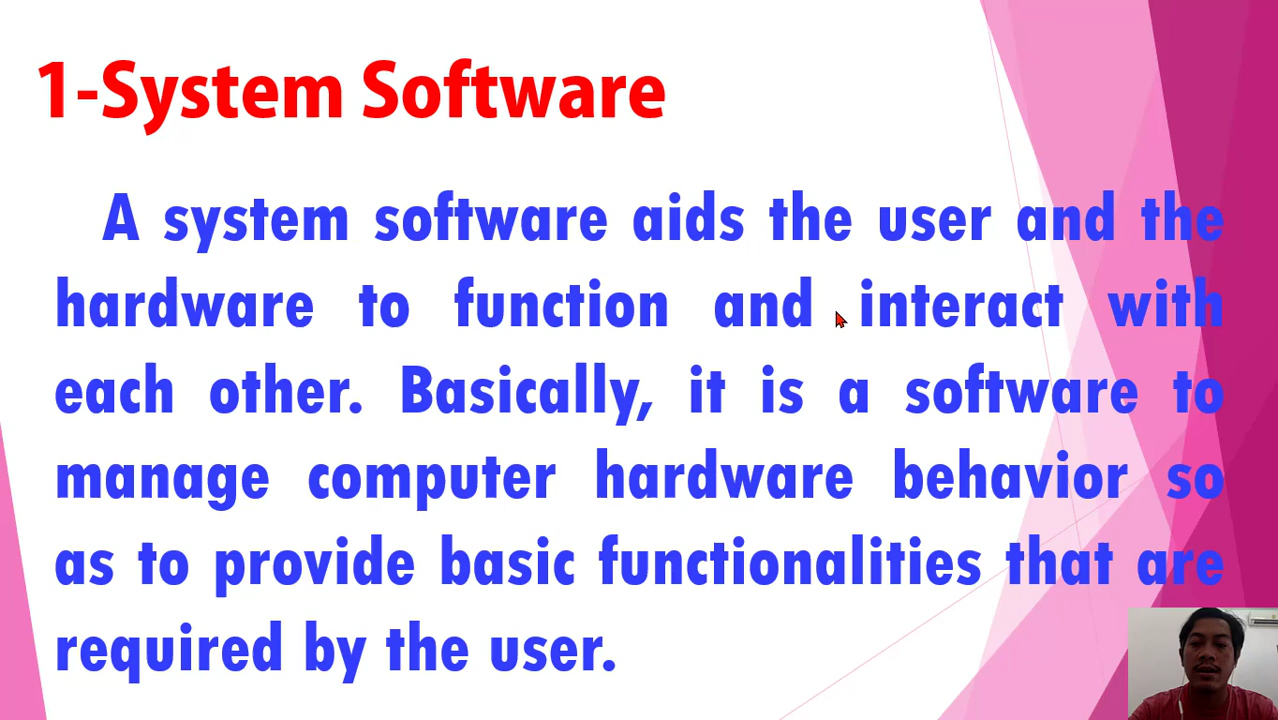 1-System Software
A system software aids the user and the
hardware to function and interact with
each other. Basically, it is a software to
manage computer hardware behavior so
as to provide basic functionalities that are
required by the user.